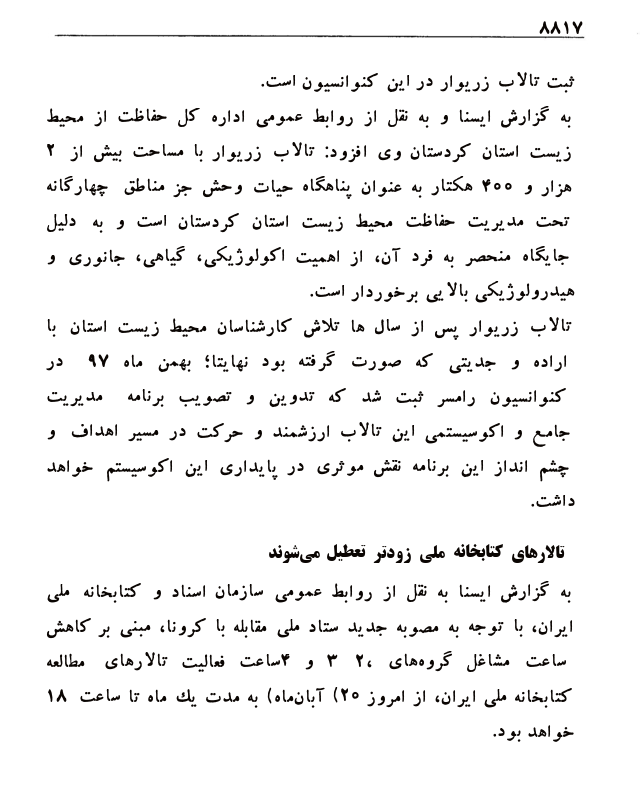 ۸۸۱۷
ثبت تالاب زریوار در این کنوانسیون است.
به گزارش ایسنا و به نقل از روابط عمومی اداره کل حفاظت از محیط
زیست استان کردستان وی افزود: تالاب زریوار با مساحت بیش از ۲
هزار و ۴۰۰ هکتار به عنوان پناهگاه حیات وحش جز مناطق چهارگانه
تحت مدیریت حفاظت محیط زیست استان کردستان است و به دلیل
جایگاه منحصر به فرد آن، از اهمیت اکولوژیکی، گیاهی، جانوری و
هیدرولوژیکی بالایی برخوردار است.
تالاب زریوار پس از سال ها تلاش کارشناسان محیط زیست استان با
اراده و جدیتی که صورت گرفته بود نهایتا؛ بهمن ماه ۹۷ در
کنوانسیون رامسر ثبت شد که تدوین و تصویب برنامه مدیریت
جامع و اکوسیستمی این تالاب ارزشمند و حرکت در مسیر اهداف و
چشم انداز این برنامه نقش موثری در پایداری این اکوسیستم خواهد
داشت.
تالارهای کتابخانه ملی زودتر تعطیل می‌شوند
به گزارش ایسنا به نقل از روابط عمومی سازمان اسناد و کتابخانه ملی
ایران، با توجه به مصوبه جدید ستاد ملی مقابله با کرونا، مبنی بر کاهش
ساعت مشاغل گروه‌های ،۲ ۳ و ۴ساعت فعالیت تالارهای مطالعه
کتابخانه ملی ایران، از امروز ۲۰) آبان‌ماه) به مدت یك ماه تا ساعت ۱۸
خواهد بود.